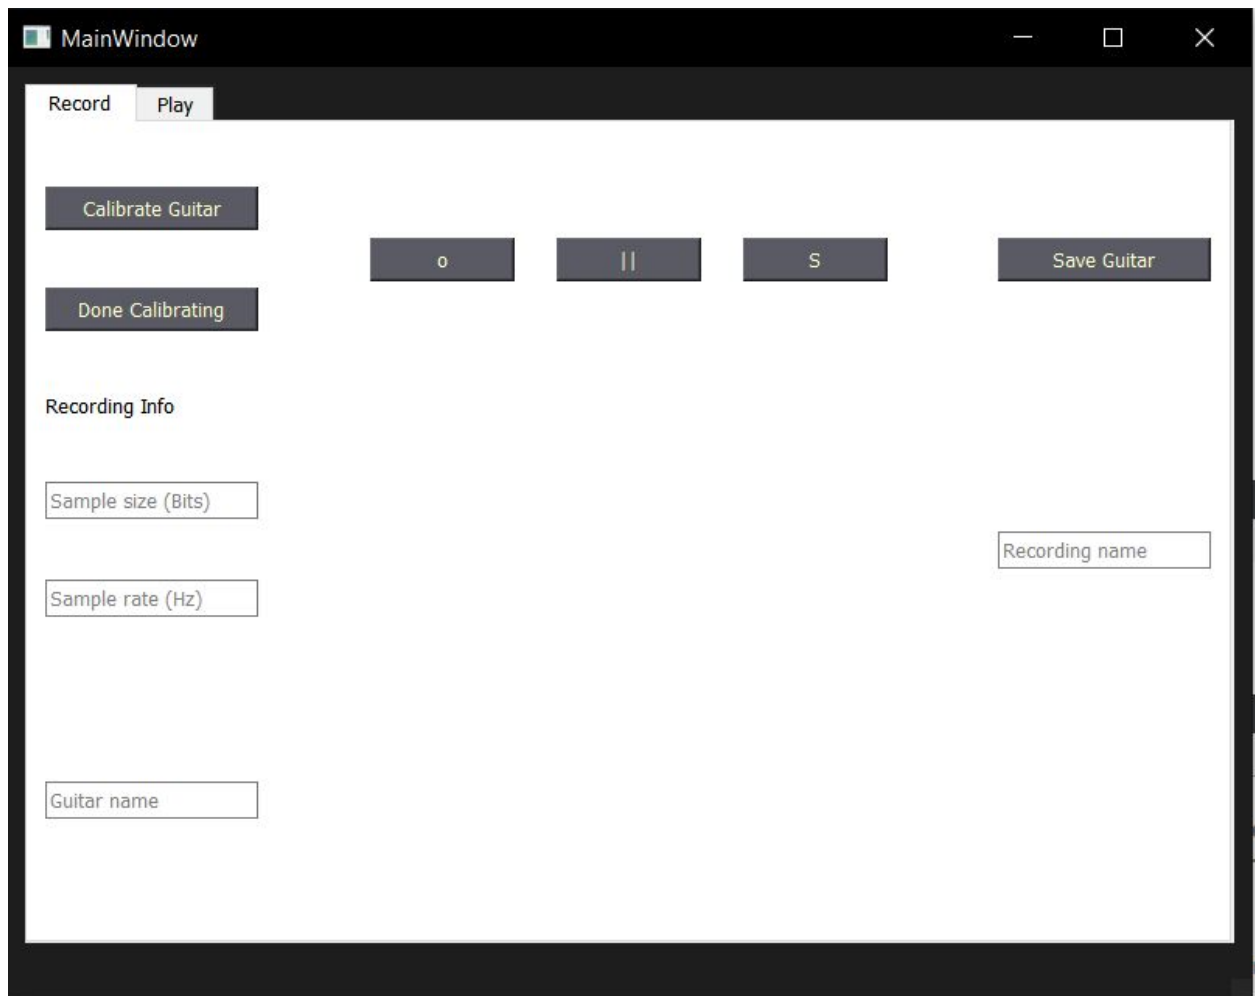 MainWindow
Record
Play
Calibrate Guitar
o
||
S
Save Guitar
Done Calibrating
Recording Info
Sample size (Bits)
Recording name
Sample rate (Hz)
Guitar name